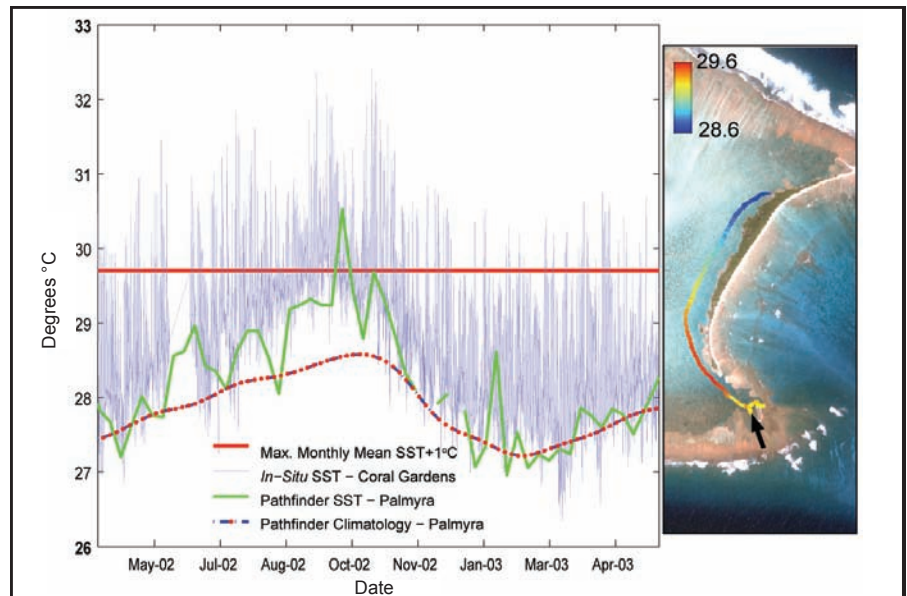 33
32
31
30
29
28
27
26
Degrees °C
Max. Monthly Mean SST+1°C
In-Situ SST – Coral Gardens
Pathfinder SST – Palmyra
Pathfinder Climatology – Palmyra
May-02 Jul-02 Aug-02 Oct-02 Nov-02 Jan-03 Mar-03 Apr-03
Date
29.6
28.6